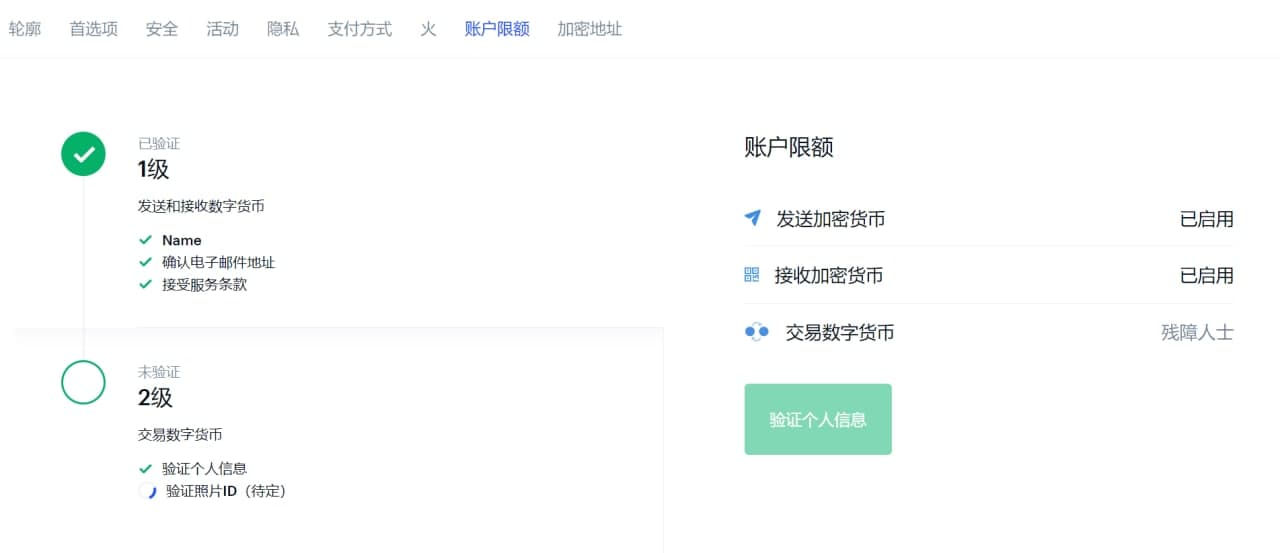 轮廓 首选项 安全 活动 隐私 支付方式 火 账户限额 加密地址
已验证
1级
发送和接收数字货币
Name
确认电子邮件地址
接受服务条款
未验证
2级
交易数字货币
验证个人信息
验证照片ID（待定）
账户限额
发送加密货币 已启用
接收加密货币 已启用
交易数字货币 残障人士
验证个人信息